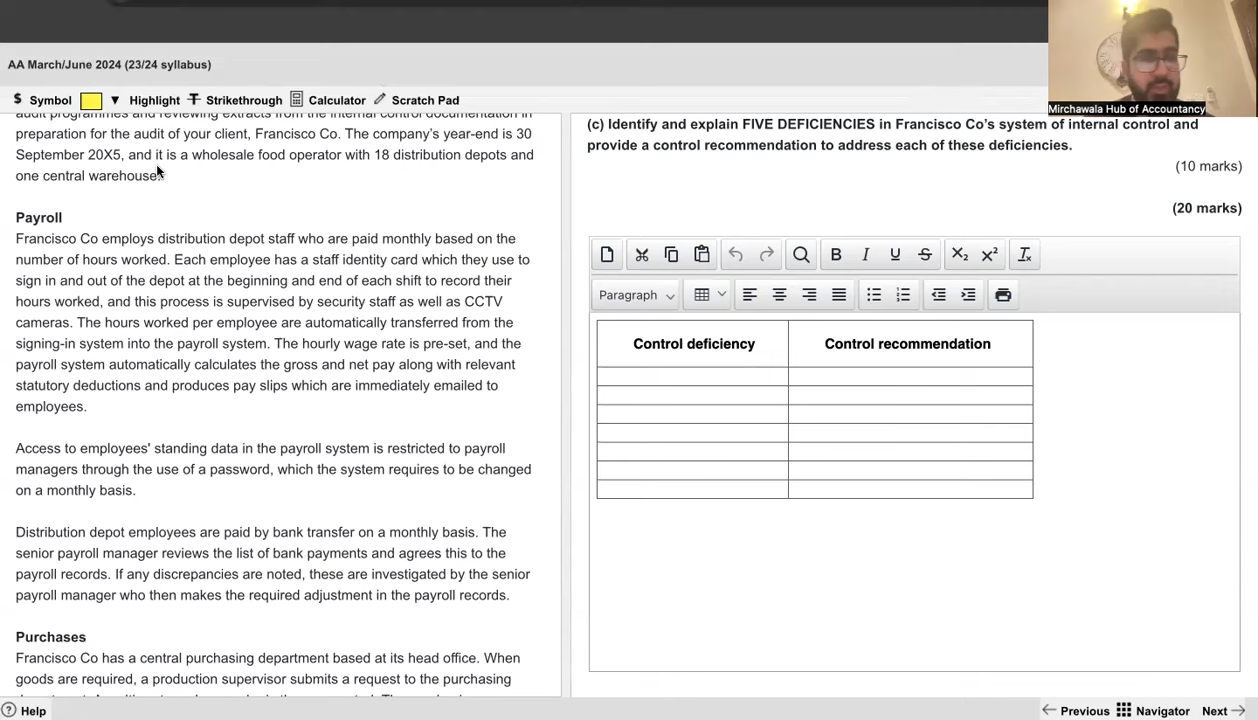 AA March/June 2024 (23/24 syllabus)
Mirchawala Hub of Accountancy
$ Symbol
Highlight
Strikethrough
Calculator
Scratch Pad
audit programmes and reviewing extracts from the internal control documentation in
preparation for the audit of your client, Francisco Co. The company's year-end is 30
September 20X5, and it is a wholesale food operator with 18 distribution depots and
one central warehouse.
Payroll
Francisco Co employs distribution depot staff who are paid monthly based on the
number of hours worked. Each employee has a staff identity card which they use to
sign in and out of the depot at the beginning and end of each shift to record their
hours worked, and this process is supervised by security staff as well as CCTV
cameras. The hours worked per employee are automatically transferred from the
signing-in system into the payroll system. The hourly wage rate is pre-set, and the
payroll system automatically calculates the gross and net pay along with relevant
statutory deductions and produces pay slips which are immediately emailed to
employees.
Access to employees' standing data in the payroll system is restricted to payroll
managers through the use of a password, which the system requires to be changed
on a monthly basis.
Distribution depot employees are paid by bank transfer on a monthly basis. The
senior payroll manager reviews the list of bank payments and agrees this to the
payroll records. If any discrepancies are noted, these are investigated by the senior
payroll manager who then makes the required adjustment in the payroll records.
Purchases
Francisco Co has a central purchasing department based at its head office. When
goods are required, a production supervisor submits a request to the purchasing
(c) Identify and explain FIVE DEFICIENCIES in Francisco Co's system of internal control and
provide a control recommendation to address each of these deficiencies.
(10 marks)
(20 marks)
B I U S X₂ X² Tx
Paragraph
Control deficiency
Control recommendation
Help
Previous
Navigator
Next